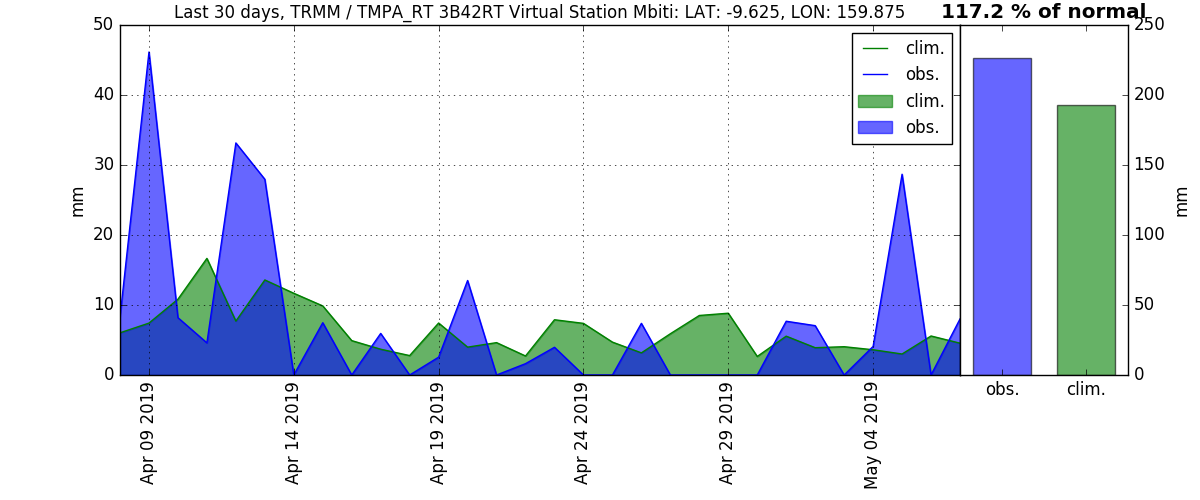 Last 30 days, TRMM / TMPA_RT 3B42RT Virtual Station Mbiti: LAT: -9.625, LON: 159.875
117.2 % of normal
50
40
30
20
10
0
mm
clim.
obs.
clim.
obs.
250
200
150
100
50
0
mm
obs.
clim.
Apr 09 2019
Apr 14 2019
Apr 19 2019
Apr 24 2019
Apr 29 2019
May 04 2019